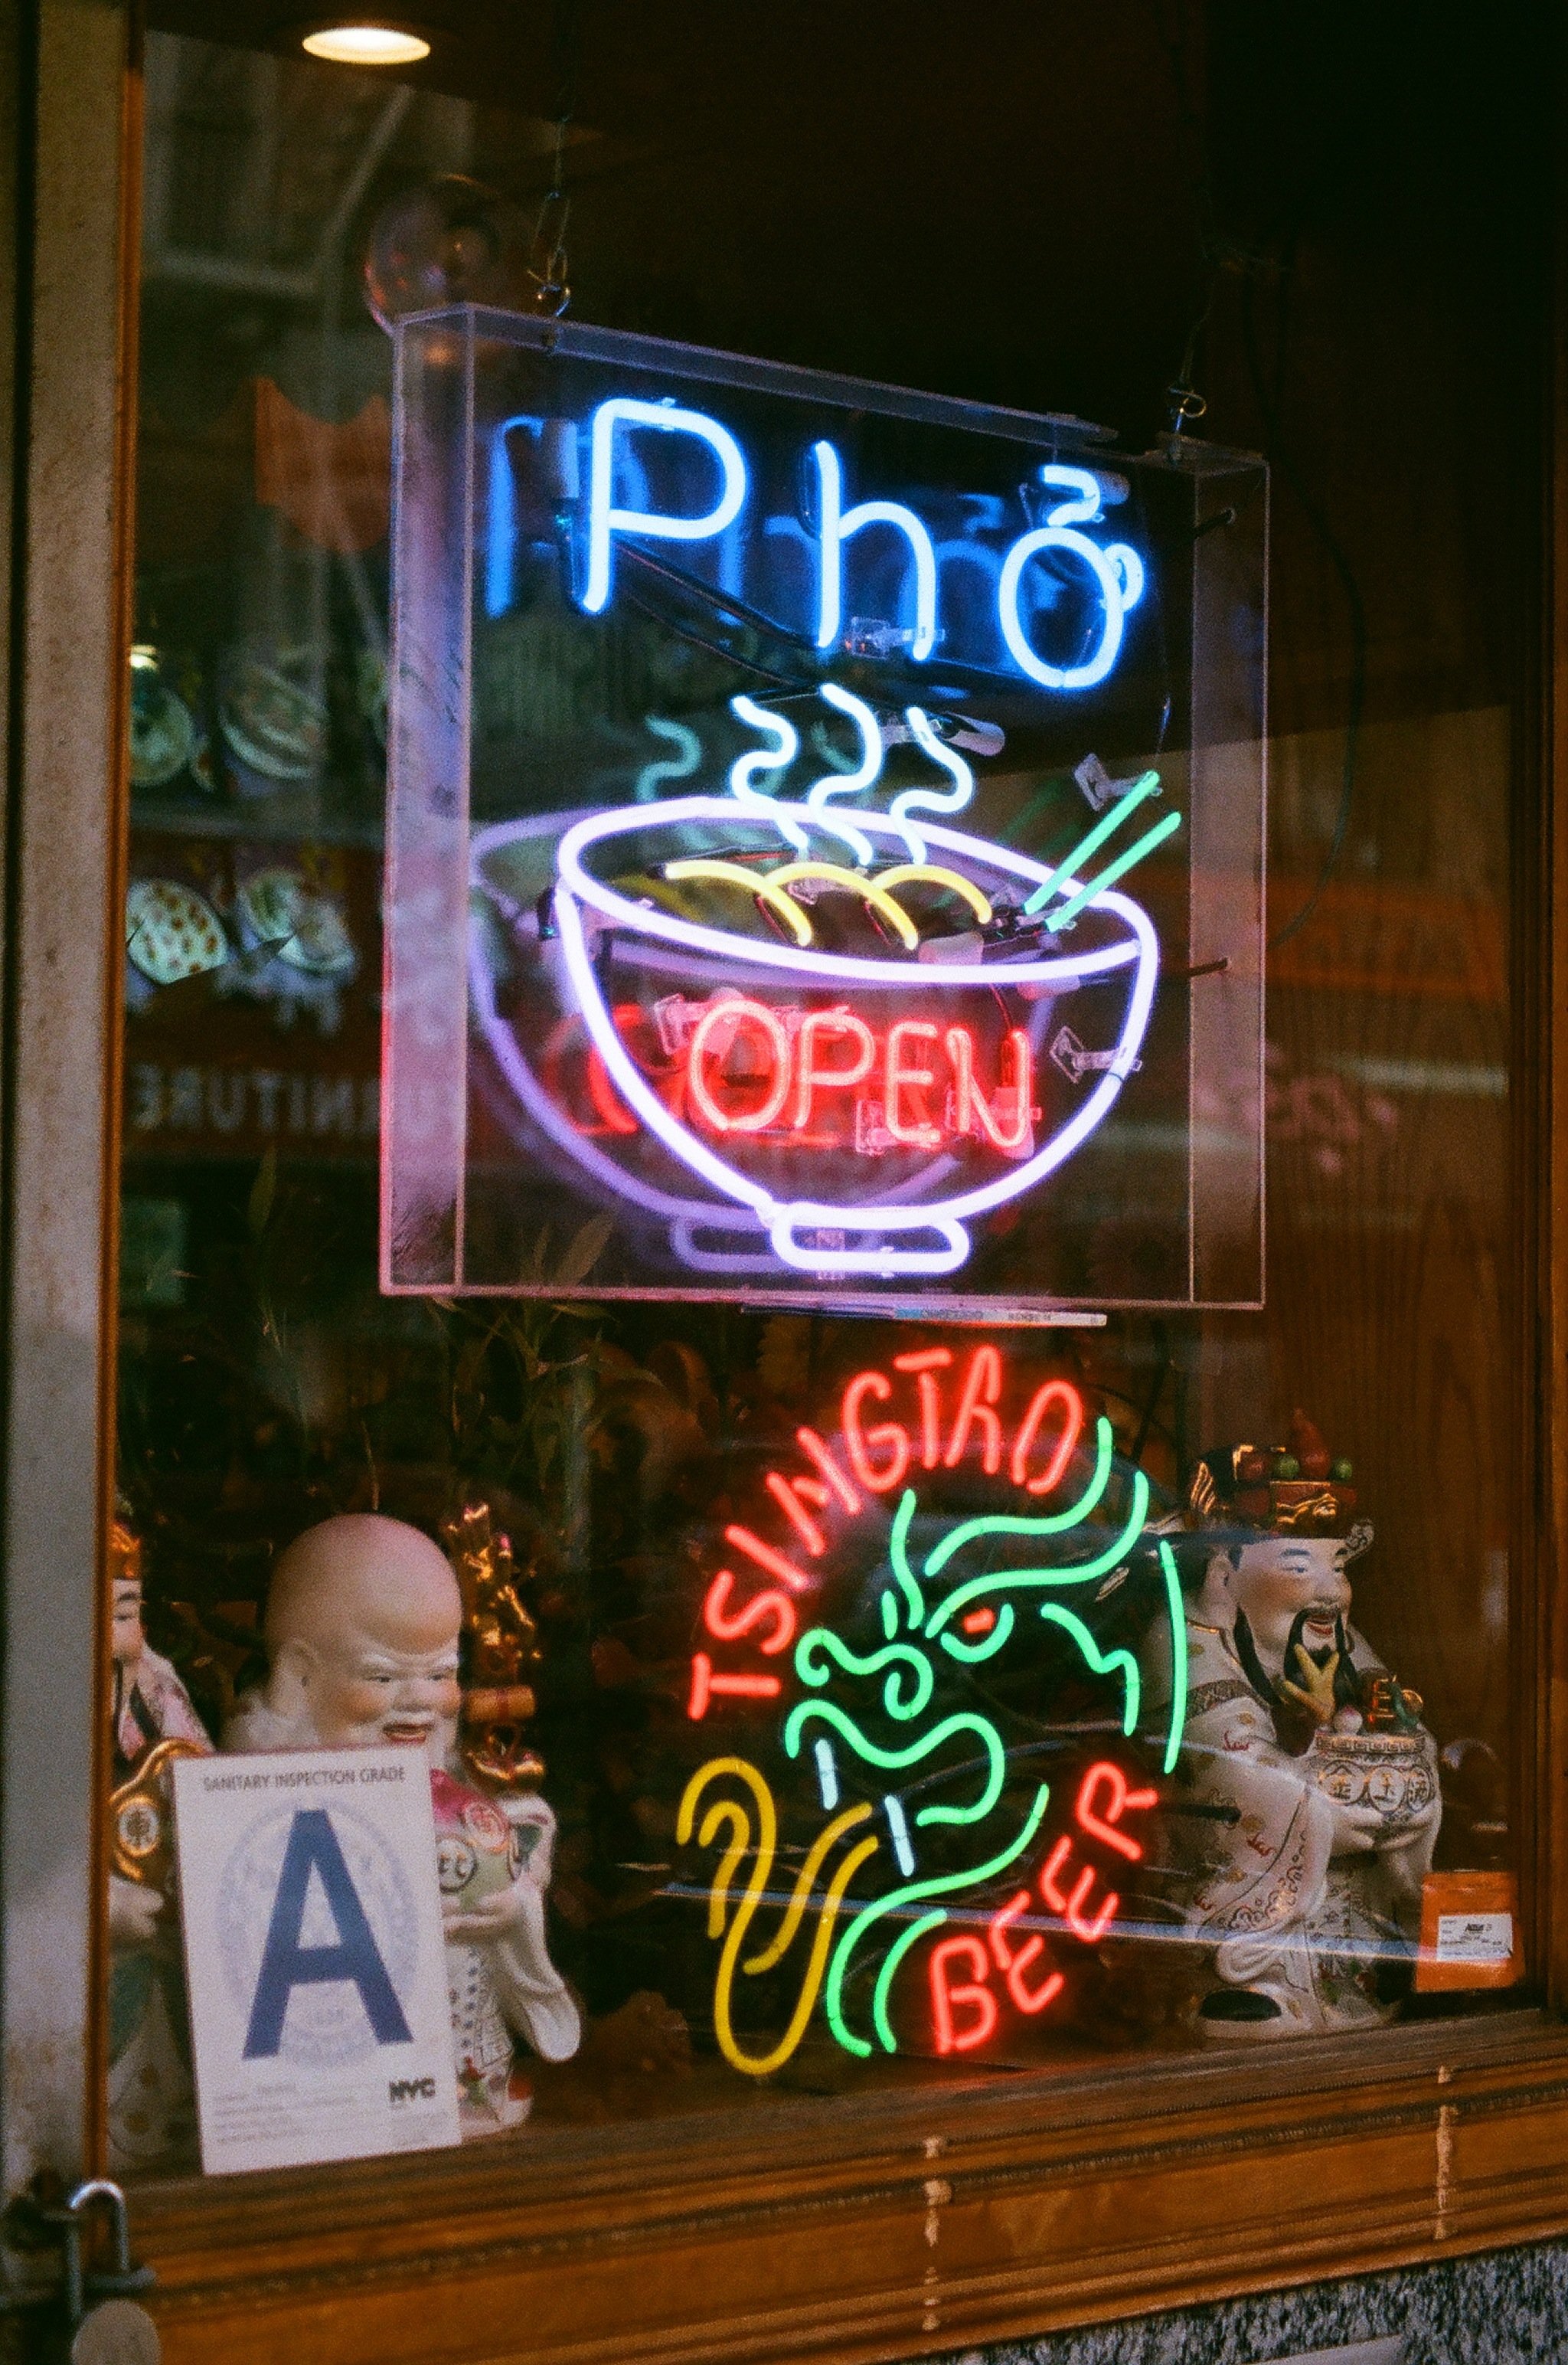 Phở
OPEN
TSINGTAO
BEER
SANITARY INSPECTION GRADE
A
NYC